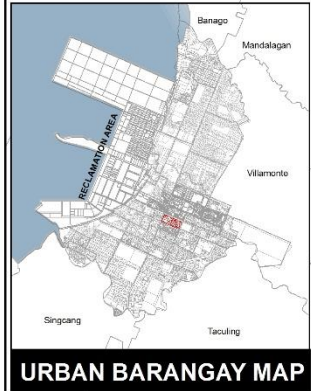 Banago
Mandalagan
RECLAMATION AREA
Villamonte
Singcang
Taculing
URBAN BARANGAY MAP